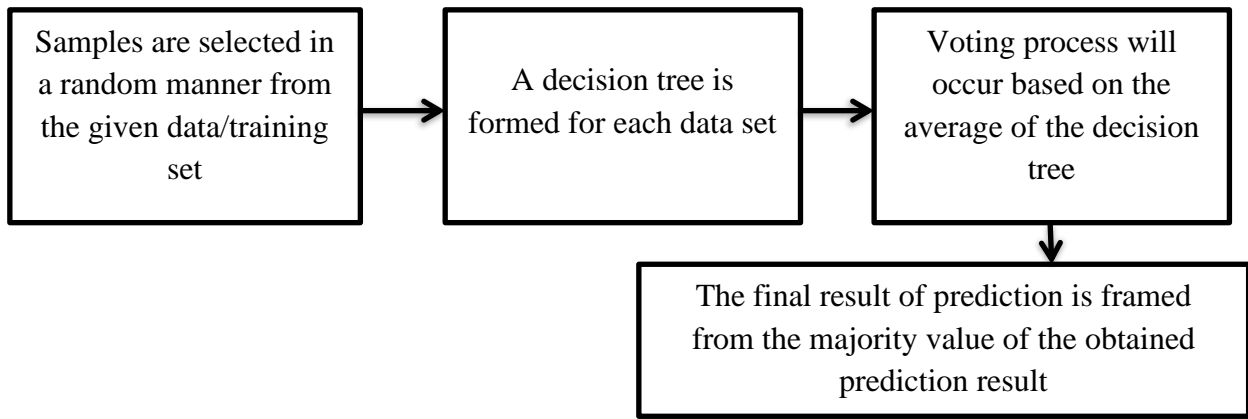 Samples are selected in
a random manner from
the given data/training
set
A decision tree is
formed for each data set
Voting process will
occur based on the
average of the decision
tree
The final result of prediction is framed
from the majority value of the obtained
prediction result